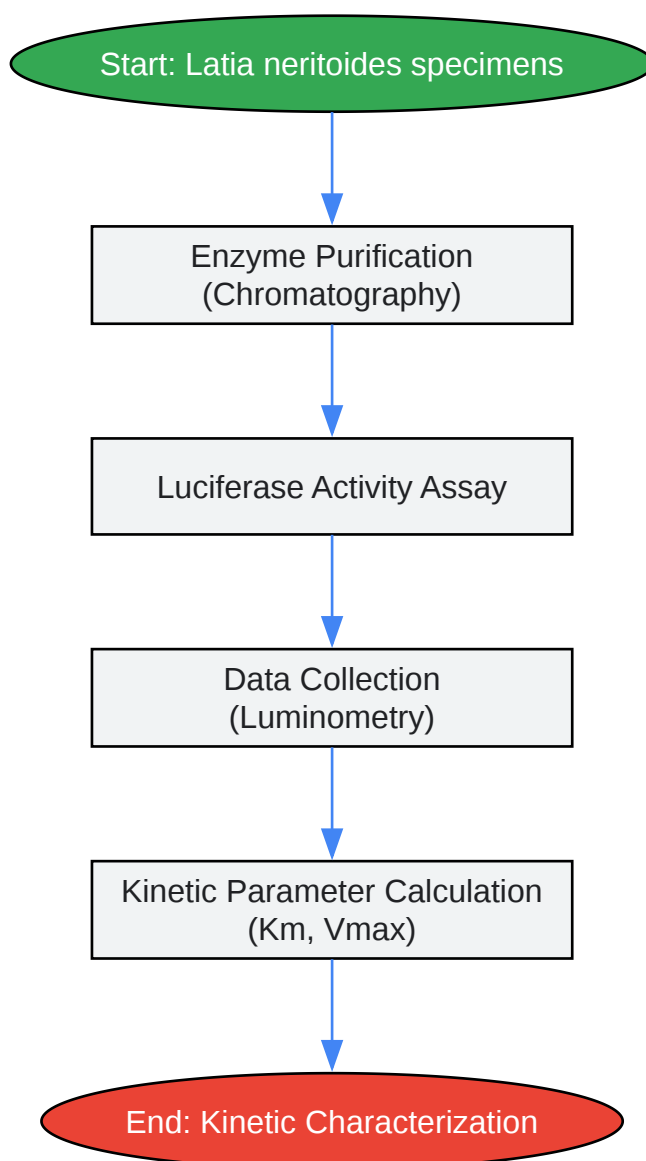 Start: Latia neritoides specimens
Enzyme Purification
(Chromatography)
Luciferase Activity Assay
Data Collection
(Luminometry)
Kinetic Parameter Calculation
(Km, Vmax)
End: Kinetic Characterization